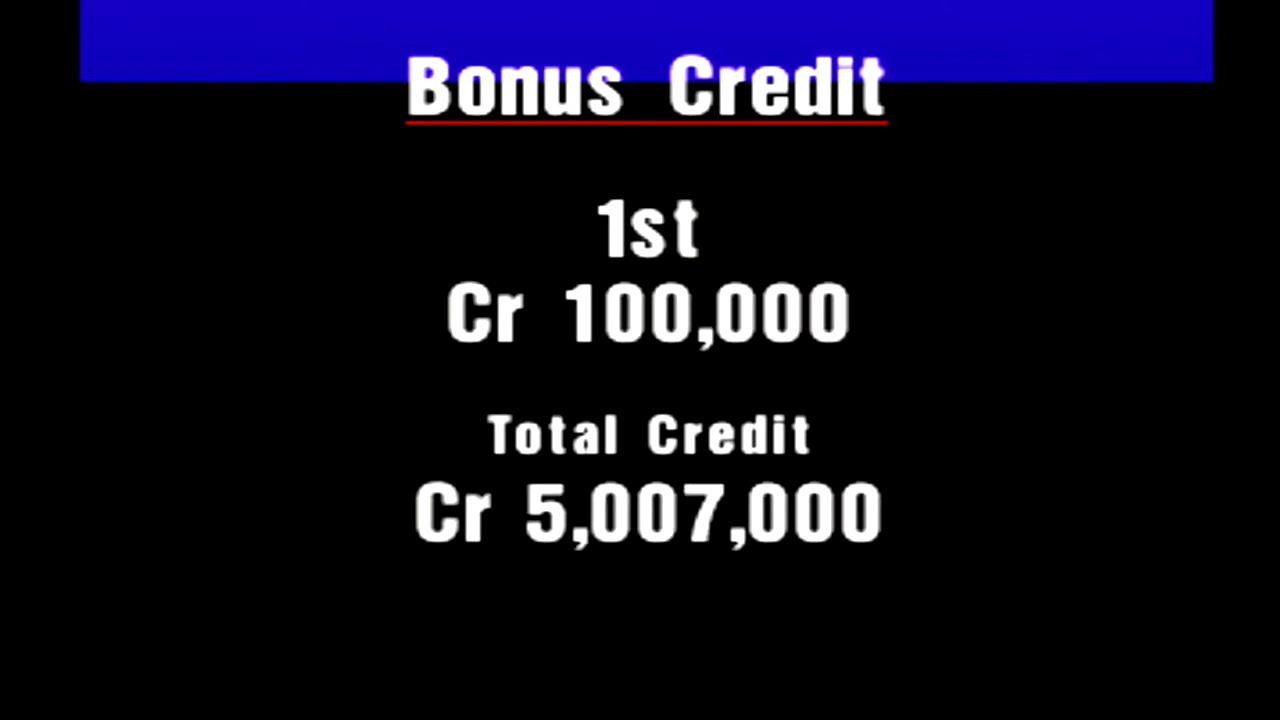 Bonus Credit
1st
Cr 100,000
Total Credit
Cr 5,007,000